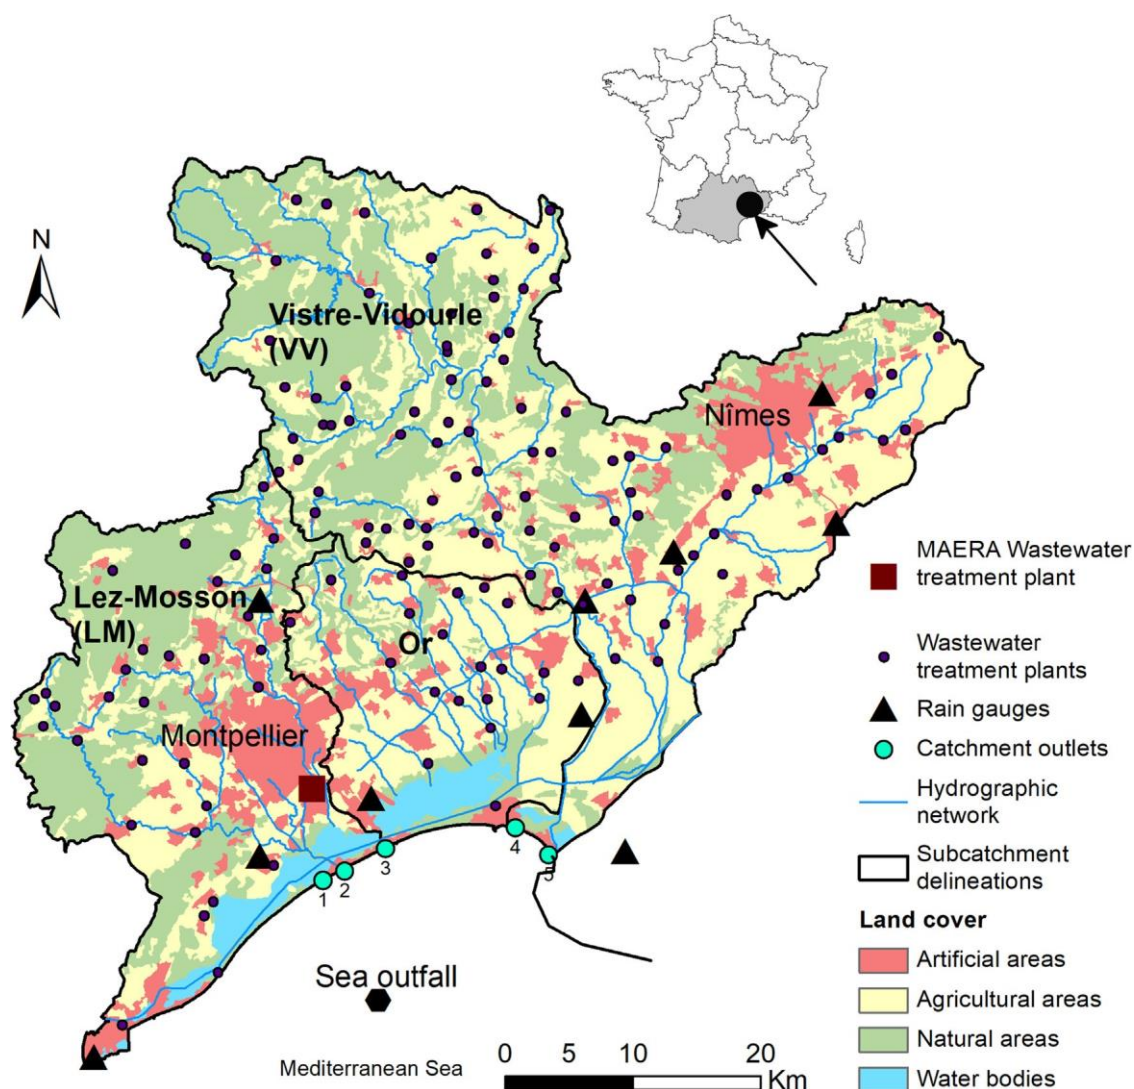 N
Vistre-Vidourle
(VV)
Nîmes
Lez-Mosson
(LM)
Or
Montpellier
1
2
3
4
5
Sea outfall
Mediterranean Sea
0 5 10 20
Km
MAERA Wastewater
treatment plant
Wastewater
treatment plants
Rain gauges
Catchment outlets
Hydrographic
network
Subcatchment
delineations
Land cover
Artificial areas
Agricultural areas
Natural areas
Water bodies